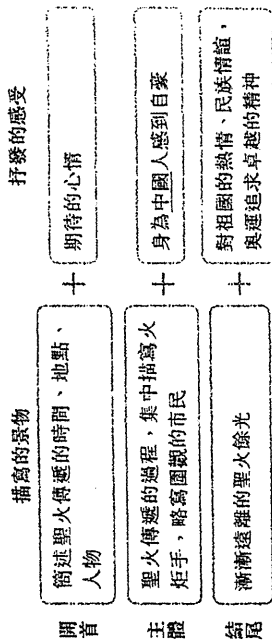 描寫的景物
抒發的感受
開首
簡述聖火傳遞的時間、地點、
人物
+
期待的心情
主體
聖火傳遞的過程，集中描寫火
炬手，略寫圍觀的市民
+
身為中國人感到自豪
結尾
漸漸遠離的聖火餘光
+
對祖國的熱情、民族情誼，
奧運追求卓越的精神